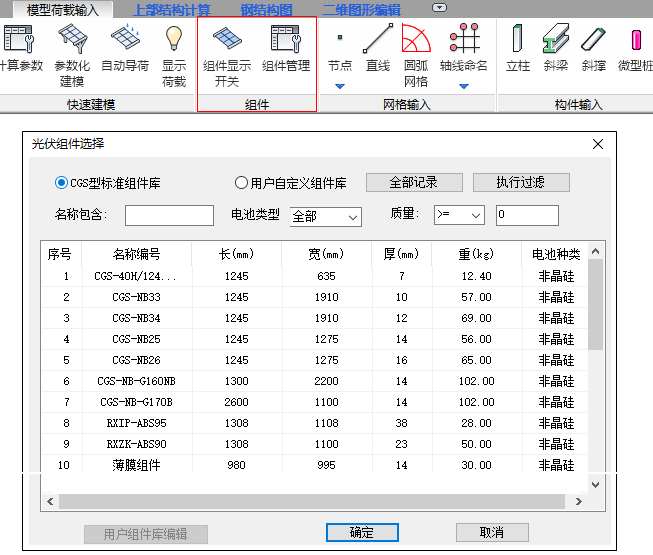 模型荷载输入 上部结构计算 钢结构图 二维图形编辑
计算参数 参数化建模 自动导荷 显示荷载 组件显示开关 组件管理 节点 直线 圆弧网格 轴线命名 立柱 斜梁 斜撑 微型桩
快速建模 组件 网格输入 构件输入
光伏组件选择
CGS型标准组件库 用户自定义组件库 全部记录 执行过滤
名称包含: 电池类型 全部 质量: >= 0
序号 名称编号 长(mm) 宽(mm) 厚(mm) 重(kg) 电池种类
1 CGS-40H/124... 1245 635 7 12.40 非晶硅
2 CGS-NB33 1245 1910 10 57.00 非晶硅
3 CGS-NB34 1245 1910 12 69.00 非晶硅
4 CGS-NB25 1245 1275 14 56.00 非晶硅
5 CGS-NB26 1245 1275 16 65.00 非晶硅
6 CGS-NB-G160NB 1300 2200 14 102.00 非晶硅
7 CGS-NB-G170B 2600 1100 14 102.00 非晶硅
8 RXIP-ABS95 1308 1108 38 28.00 非晶硅
9 RXZK-ABS90 1308 1100 23 50.00 非晶硅
10 薄膜组件 980 995 14 30.00 非晶硅
用户组件库编辑 确定 取消